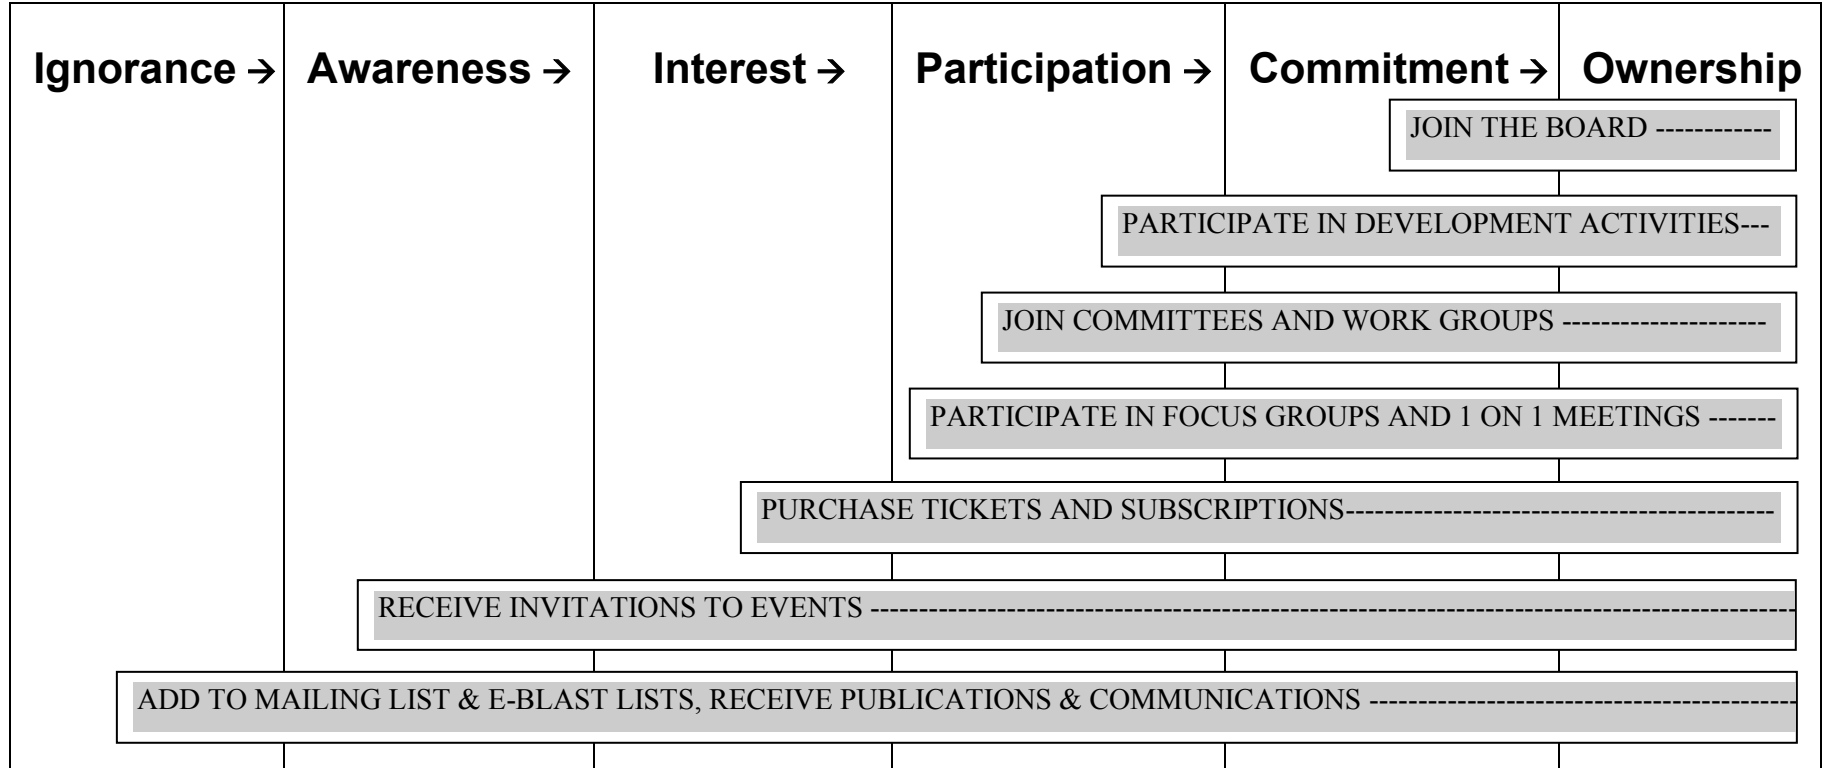 Ignorance → Awareness → Interest → Participation → Commitment → Ownership
JOIN THE BOARD ------------
PARTICIPATE IN DEVELOPMENT ACTIVITIES---
JOIN COMMITTEES AND WORK GROUPS ---------------------
PARTICIPATE IN FOCUS GROUPS AND 1 ON 1 MEETINGS -------
PURCHASE TICKETS AND SUBSCRIPTIONS--------------------------------------------
RECEIVE INVITATIONS TO EVENTS -----------------------------------------------------------------------------------------------
ADD TO MAILING LIST & E-BLAST LISTS, RECEIVE PUBLICATIONS & COMMUNICATIONS --------------------------------------------